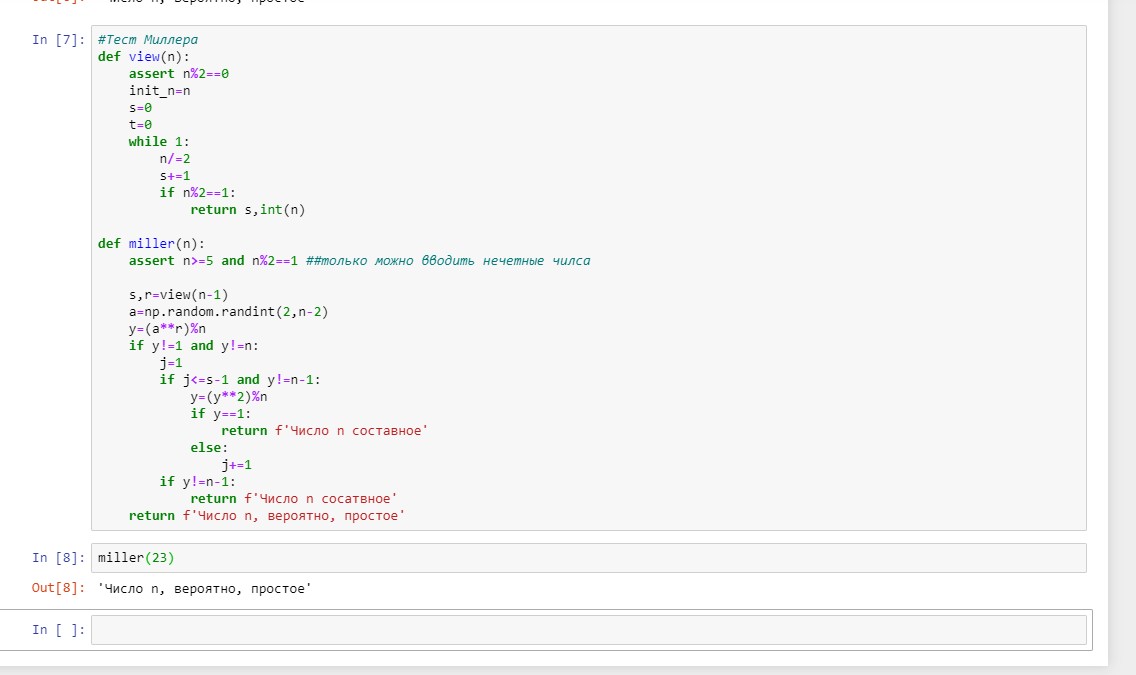 Out[6]: 'Число n, вероятно, простое'
In [7]: #Тест Миллера
def view(n):
    assert n%2==0
    init_n=n
    s=0
    t=0
    while 1:
        n/=2
        s+=1
        if n%2==1:
            return s,int(n)
def miller(n):
    assert n>=5 and n%2==1 ##только можно вводить нечетные чилса
    s,r=view(n-1)
    a=np.random.randint(2,n-2)
    y=(a**r)%n
    if y!=1 and y!=n:
        j=1
        if j<=s-1 and y!=n-1:
            y=(y**2)%n
            if y==1:
                return f'Число n составное'
            else:
                j+=1
        if y!=n-1:
            return f'Число n сосатвное'
    return f'Число n, вероятно, простое'
In [8]: miller(23)
Out[8]: 'Число n, вероятно, простое'
In [ ]: